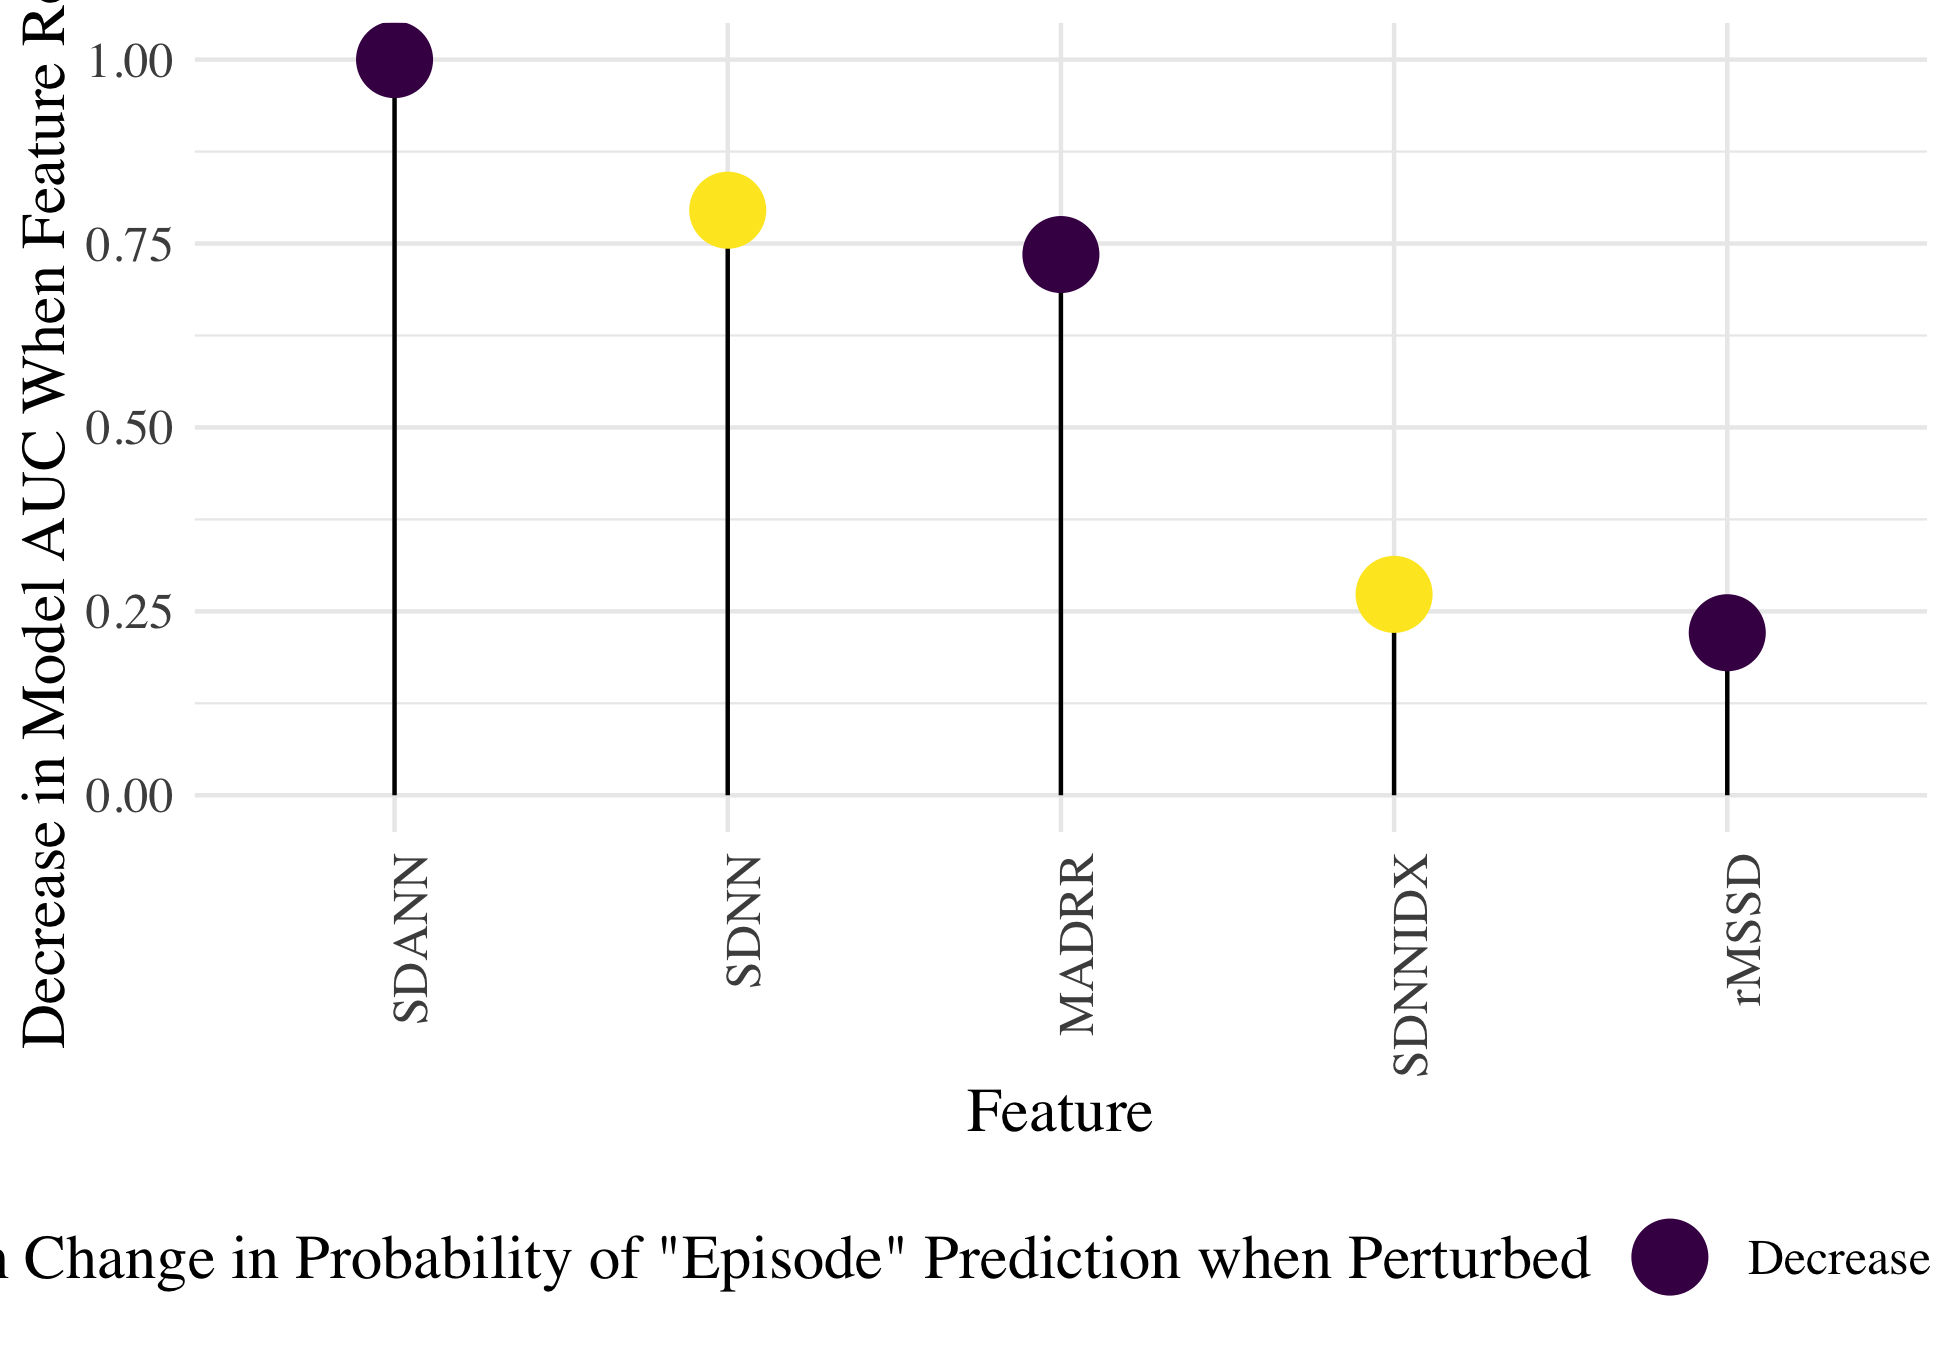 Decrease in Model AUC When Feature
1.00
0.75
0.50
0.25
0.00
SDANN
SDNN
MADRR
SDNNIDX
rMSSD
Feature
Change in Probability of "Episode" Prediction when Perturbed
Decrease